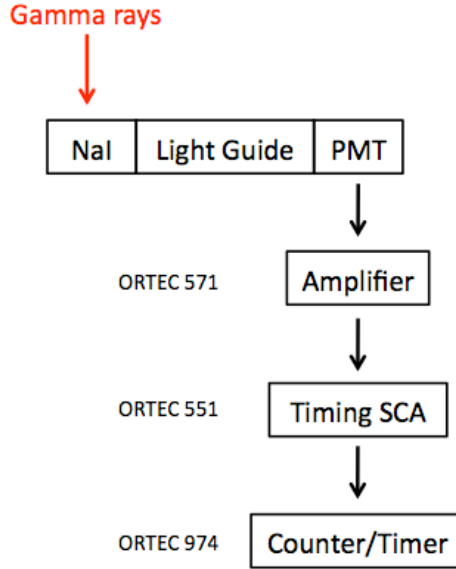 Gamma rays
NaI Light Guide PMT
ORTEC 571 Amplifier
ORTEC 551 Timing SCA
ORTEC 974 Counter/Timer